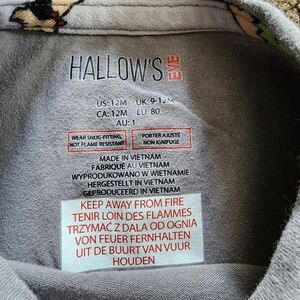 HALLOW'S EVE
US: 12M UK: 9-12M
CA: 12M EU: 80
AU: 1
WEAR SNUG-FITTING,
NOT FLAME RESISTANT
PORTER AJUSTÉ
NON IGNIFUGE
MADE IN VIETNAM
FABRIQUÉ AU VIETNAM
WYPRODUKOWANO W WIETNAMIE
HERGESTELLT IN VIETNAM
GEPRODUCEERD IN VIETNAM
KEEP AWAY FROM FIRE
TENIR LOIN DES FLAMMES
TRZYMAĆ Z DALA OD OGNIA
VON FEUER FERNHALTEN
UIT DE BUURT VAN VUUR
HOUDEN